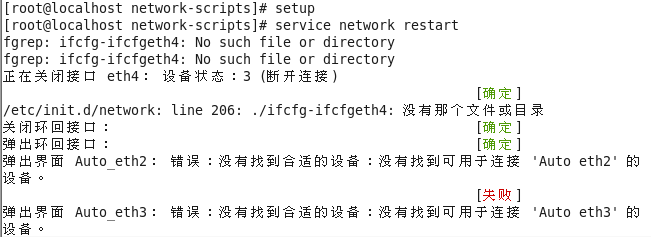 [root@localhost network-scripts]# setup
[root@localhost network-scripts]# service network restart
fgrep: ifcfg-ifcfgeth4: No such file or directory
fgrep: ifcfg-ifcfgeth4: No such file or directory
正在关闭接口 eth4： 设备状态：3 (断开连接)
[确定]
/etc/init.d/network: line 206: ./ifcfg-ifcfgeth4: 没有那个文件或目录
关闭环回接口： [确定]
弹出环回接口： [确定]
弹出界面 Auto_eth2： 错误：没有找到合适的设备：没有找到可用于连接 'Auto eth2' 的
设备。
[失败]
弹出界面 Auto_eth3： 错误：没有找到合适的设备：没有找到可用于连接 'Auto eth3' 的
设备。